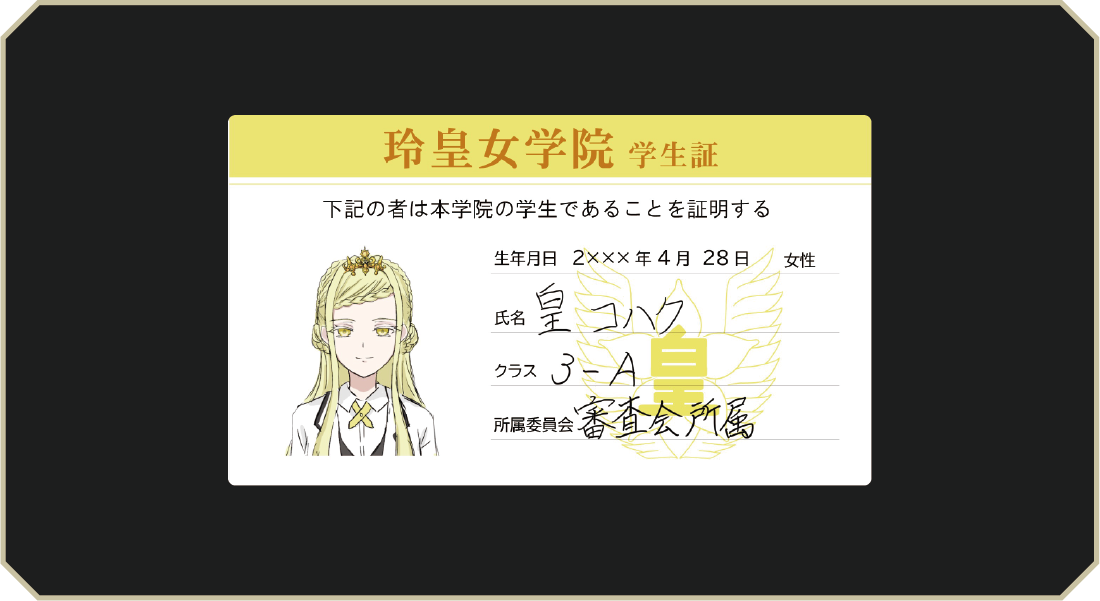 玲皇女学院 学生証
下記の者は本学院の学生であることを証明する
生年月日 2×××年 4月 28日 女性
氏名 皇 コハク
クラス 3-A
所属委員会 審査会所属
皇